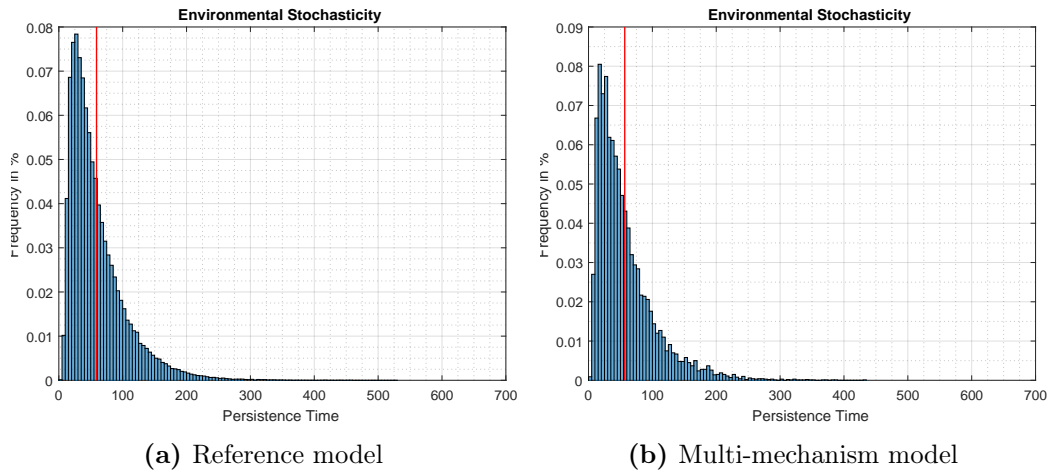 Environmental Stochasticity
0.08
0.07
0.06
0.05
0.04
0.03
0.02
0.01
0
Frequency in %
0 100 200 300 400 500 600 700
Persistence Time
(a) Reference model
Environmental Stochasticity
0.09
0.08
0.07
0.06
0.05
0.04
0.03
0.02
0.01
0
Frequency in %
0 100 200 300 400 500 600 700
Persistence Time
(b) Multi-mechanism model